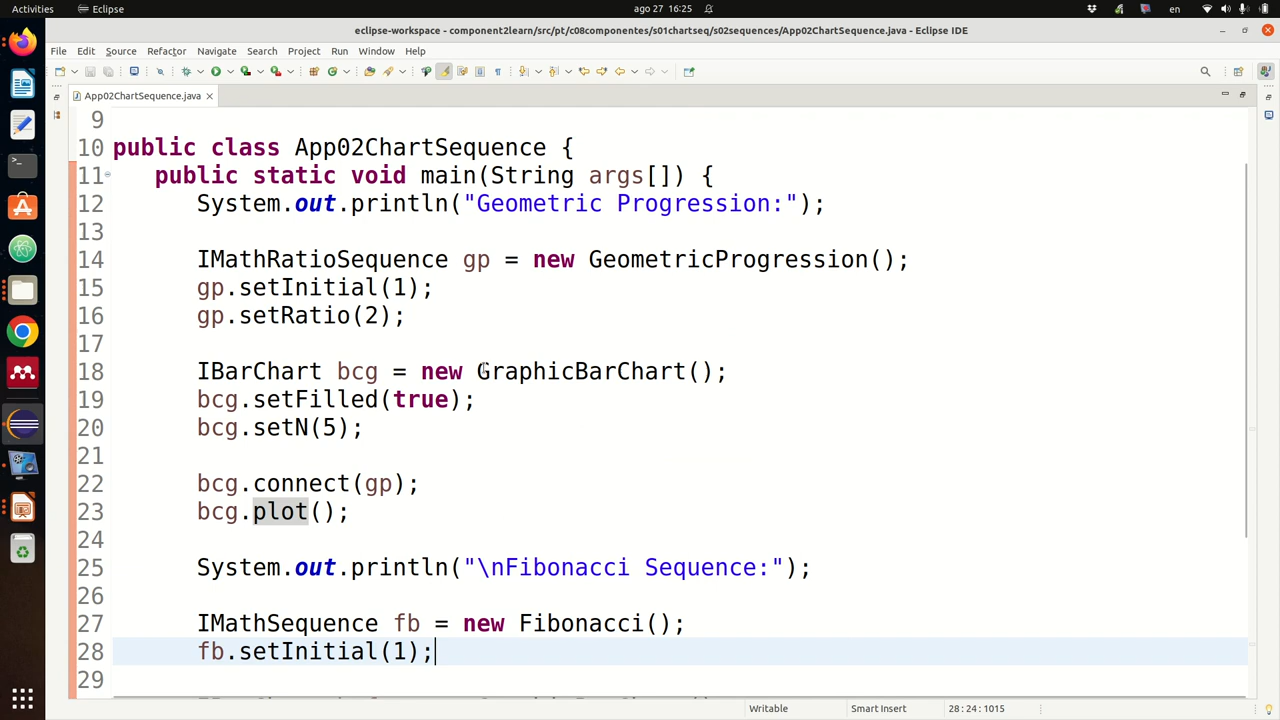 Activities
Eclipse
ago 27 16:25
en
eclipse-workspace - component2learn/src/pt/c08componentes/s01chartseq/s02sequences/App02ChartSequence.java - Eclipse IDE
File Edit Source Refactor Navigate Search Project Run Window Help
App02ChartSequence.java
9
10 public class App02ChartSequence {
11 public static void main(String args[]) {
12 System.out.println("Geometric Progression:");
13
14 IMathRatioSequence gp = new GeometricProgression();
15 gp.setInitial(1);
16 gp.setRatio(2);
17
18 IBarChart bcg = new GraphicBarChart();
19 bcg.setFilled(true);
20 bcg.setN(5);
21
22 bcg.connect(gp);
23 bcg.plot();
24
25 System.out.println("\nFibonacci Sequence:");
26
27 IMathSequence fb = new Fibonacci();
28 fb.setInitial(1);
29
Writable Smart Insert 28 : 24 : 1015